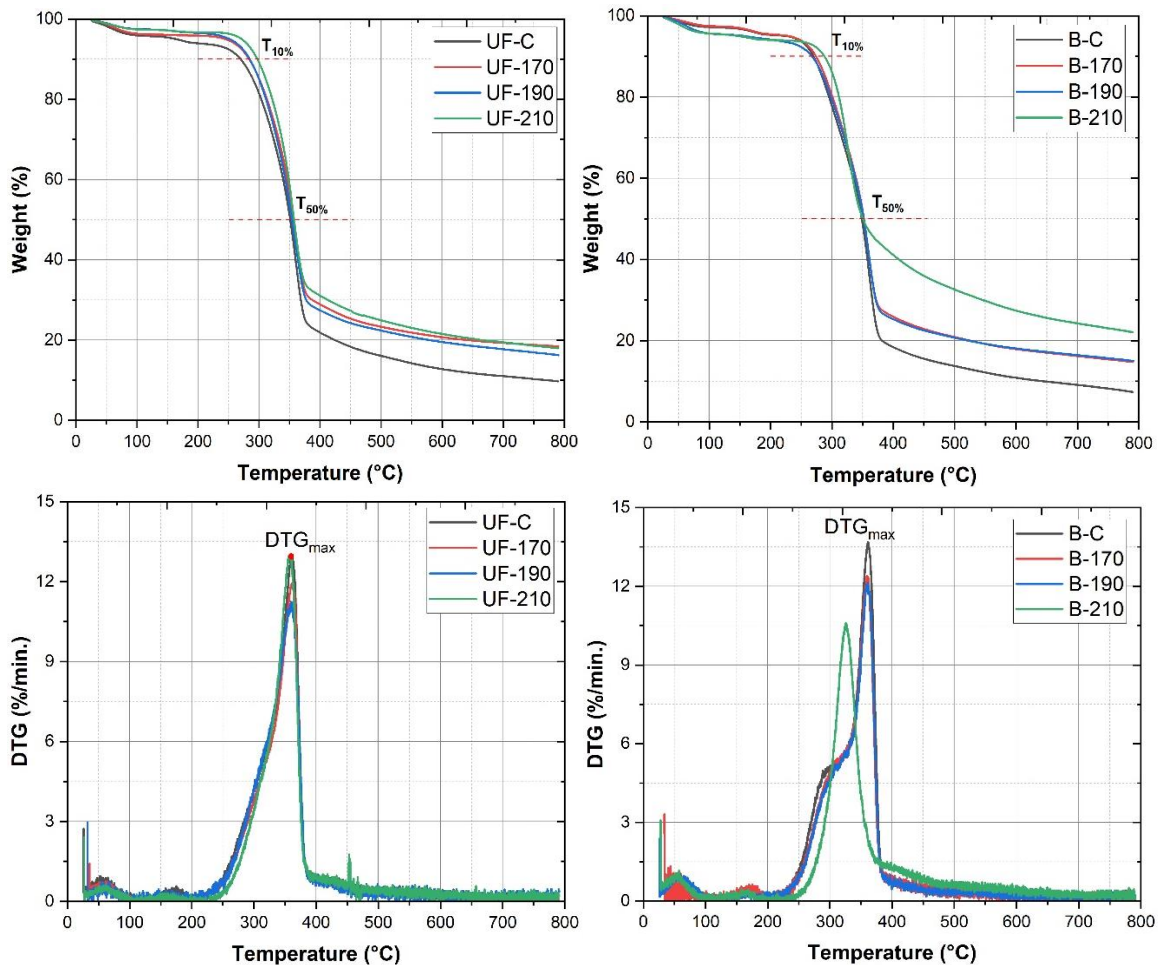 100
80
60
40
20
0
Weight (%)
T10%
T50%
UF-C
UF-170
UF-190
UF-210
0 100 200 300 400 500 600 700 800
Temperature (°C)
100
80
60
40
20
0
Weight (%)
T10%
T50%
B-C
B-170
B-190
B-210
0 100 200 300 400 500 600 700 800
Temperature (°C)
15
12
9
6
3
0
DTG (%/min.)
DTGmax
UF-C
UF-170
UF-190
UF-210
0 100 200 300 400 500 600 700 800
Temperature (°C)
15
12
9
6
3
0
DTG (%/min.)
DTGmax
B-C
B-170
B-190
B-210
0 100 200 300 400 500 600 700 800
Temperature (°C)